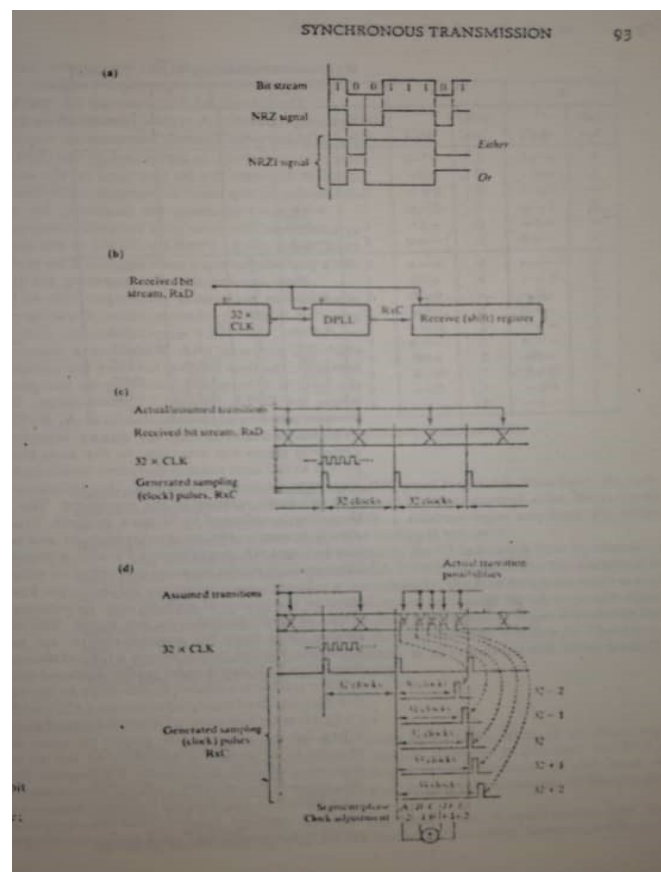 SYNCHRONOUS TRANSMISSION 93
(a)
Bit stream 1 0 0 1 1 1 0 1
NRZ signal
NRZI signal
Either
Or
(b)
Received bit
stream, RxD
32 ×
CLK
DPLL
RxC
Receive (shift) register
(c)
Actual/assumed transitions
Received bit stream, RxD
32 × CLK
Generated sampling
(clock) pulses, RxC
32 clocks 32 clocks
(d)
Actual transition
possibilities
Assumed transitions
32 × CLK
32 clocks
32 − 2
32 − 1
32
32 + 1
32 + 2
Generated sampling
(clock) pulses
RxC
Segment/phase
Clock adjustment
bit